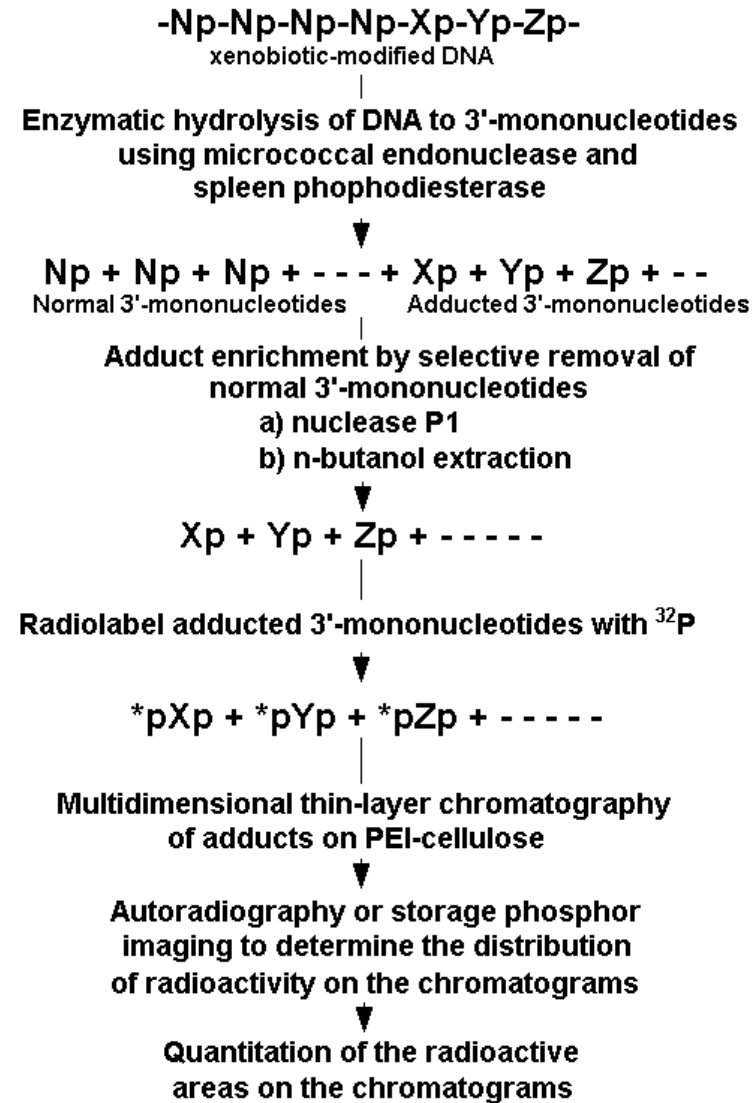 -Np-Np-Np-Np-Xp-Yp-Zp-
xenobiotic-modified DNA
Enzymatic hydrolysis of DNA to 3'-mononucleotides
using micrococcal endonuclease and
spleen phophodiesterase
Np + Np + Np + - - - + Xp + Yp + Zp + - -
Normal 3'-mononucleotides Adducted 3'-mononucleotides
Adduct enrichment by selective removal of
normal 3'-mononucleotides
a) nuclease P1
b) n-butanol extraction
Xp + Yp + Zp + - - - - -
Radiolabel adducted 3'-mononucleotides with ³²P
*pXp + *pYp + *pZp + - - - - -
Multidimensional thin-layer chromatography
of adducts on PEI-cellulose
Autoradiography or storage phosphor
imaging to determine the distribution
of radioactivity on the chromatograms
Quantitation of the radioactive
areas on the chromatograms